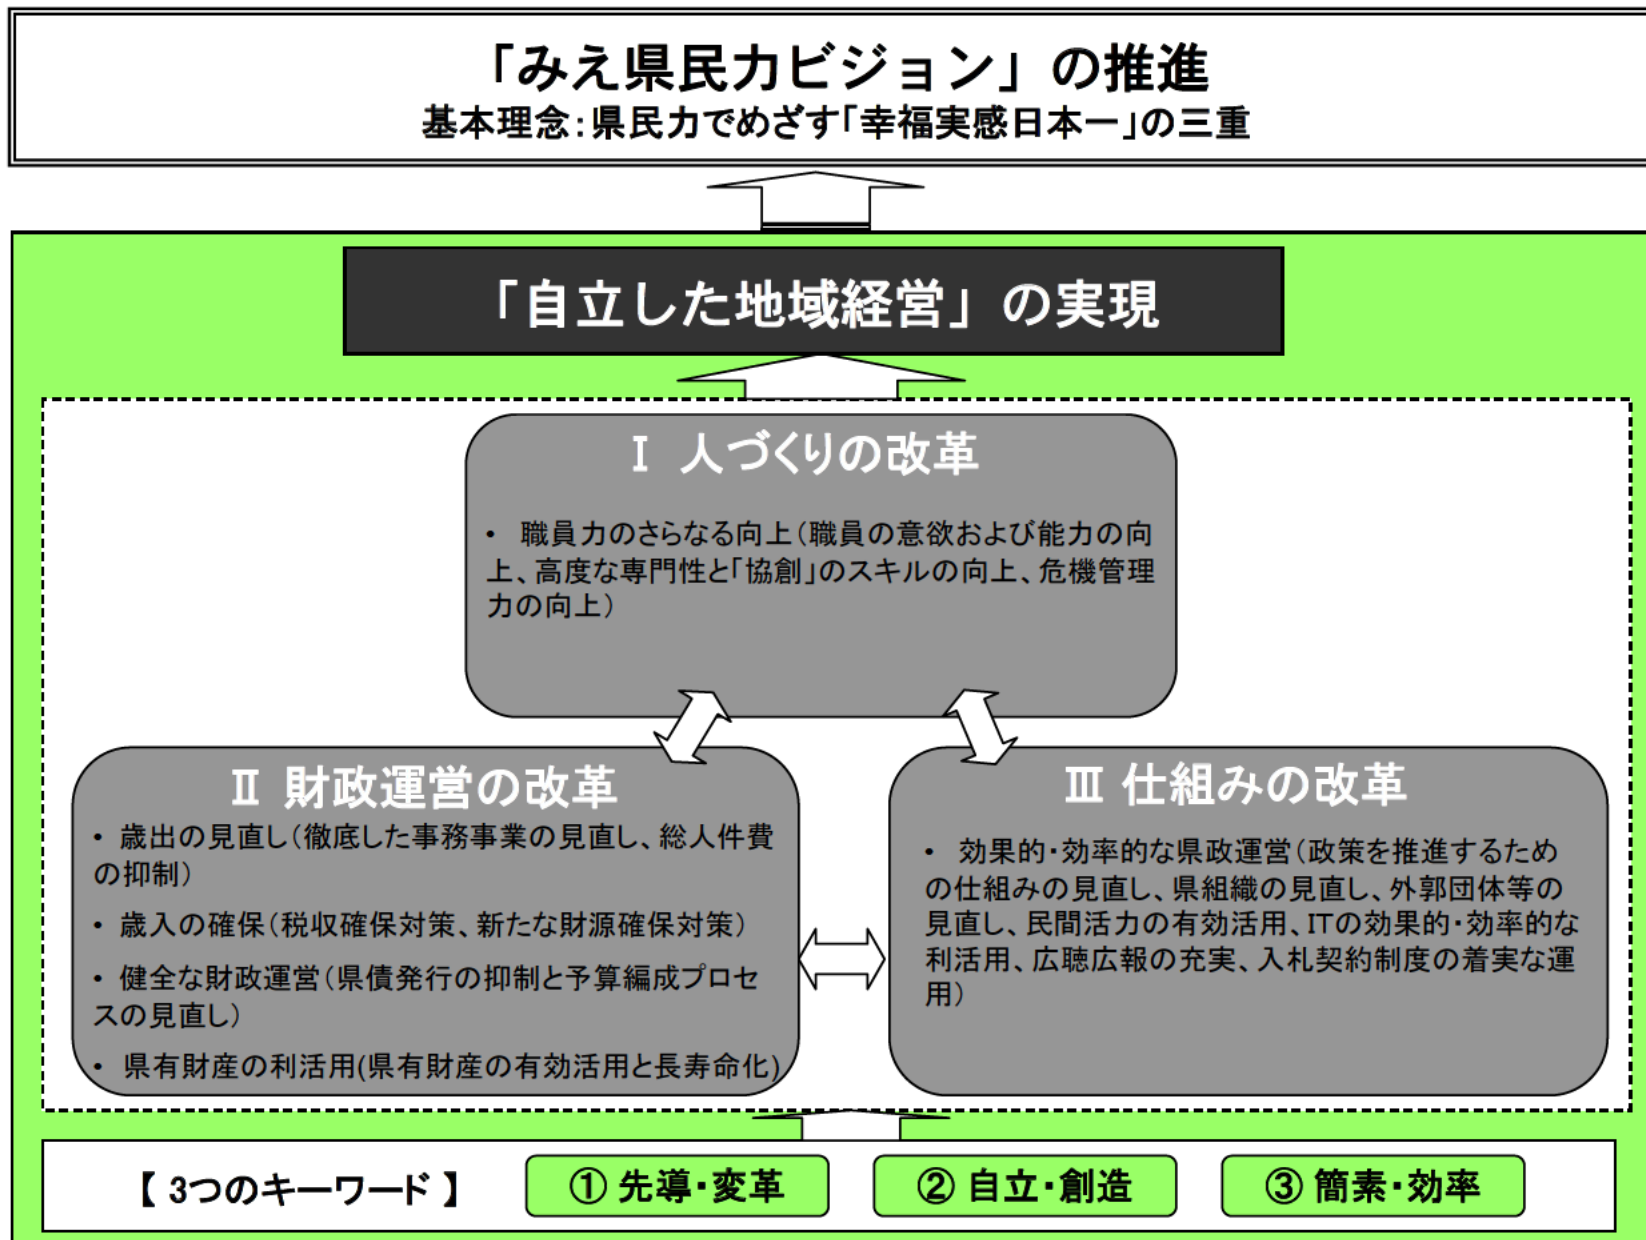 「みえ県民力ビジョン」の推進
基本理念：県民力でめざす「幸福実感日本一」の三重
「自立した地域経営」の実現
Ⅰ 人づくりの改革
・ 職員力のさらなる向上（職員の意欲および能力の向
上、高度な専門性と「協創」のスキルの向上、危機管理
力の向上）
Ⅱ 財政運営の改革
・ 歳出の見直し（徹底した事務事業の見直し、総人件費
の抑制）
・ 歳入の確保（税収確保対策、新たな財源確保対策）
・ 健全な財政運営（県債発行の抑制と予算編成プロセ
スの見直し）
・ 県有財産の利活用(県有財産の有効活用と長寿命化)
Ⅲ 仕組みの改革
・ 効果的・効率的な県政運営（政策を推進するため
の仕組みの見直し、県組織の見直し、外郭団体等の
見直し、民間活力の有効活用、ITの効果的・効率的な
利活用、広聴広報の充実、入札契約制度の着実な運
用）
【 3つのキーワード 】 ① 先導・変革 ② 自立・創造 ③ 簡素・効率